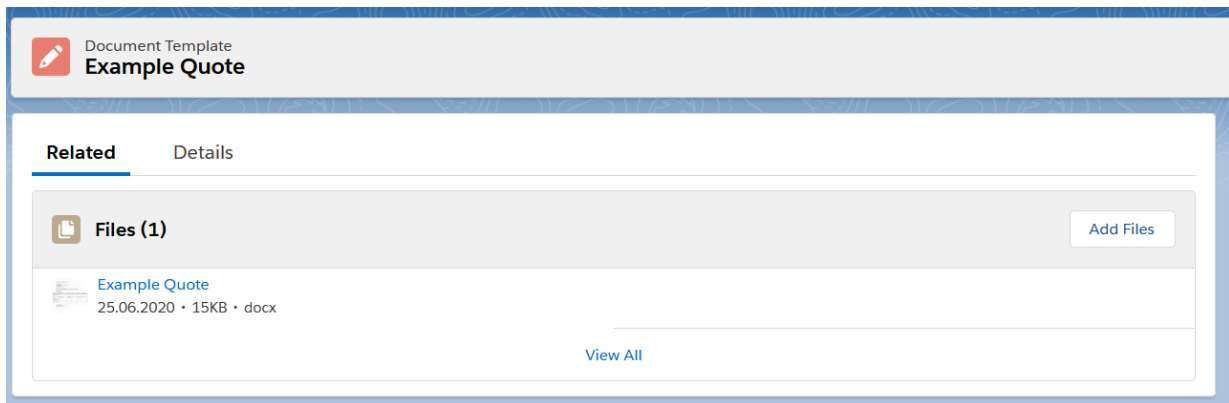 Document Template
Example Quote
Related Details
Files (1)
Add Files
Example Quote
25.06.2020 • 15KB • docx
View All